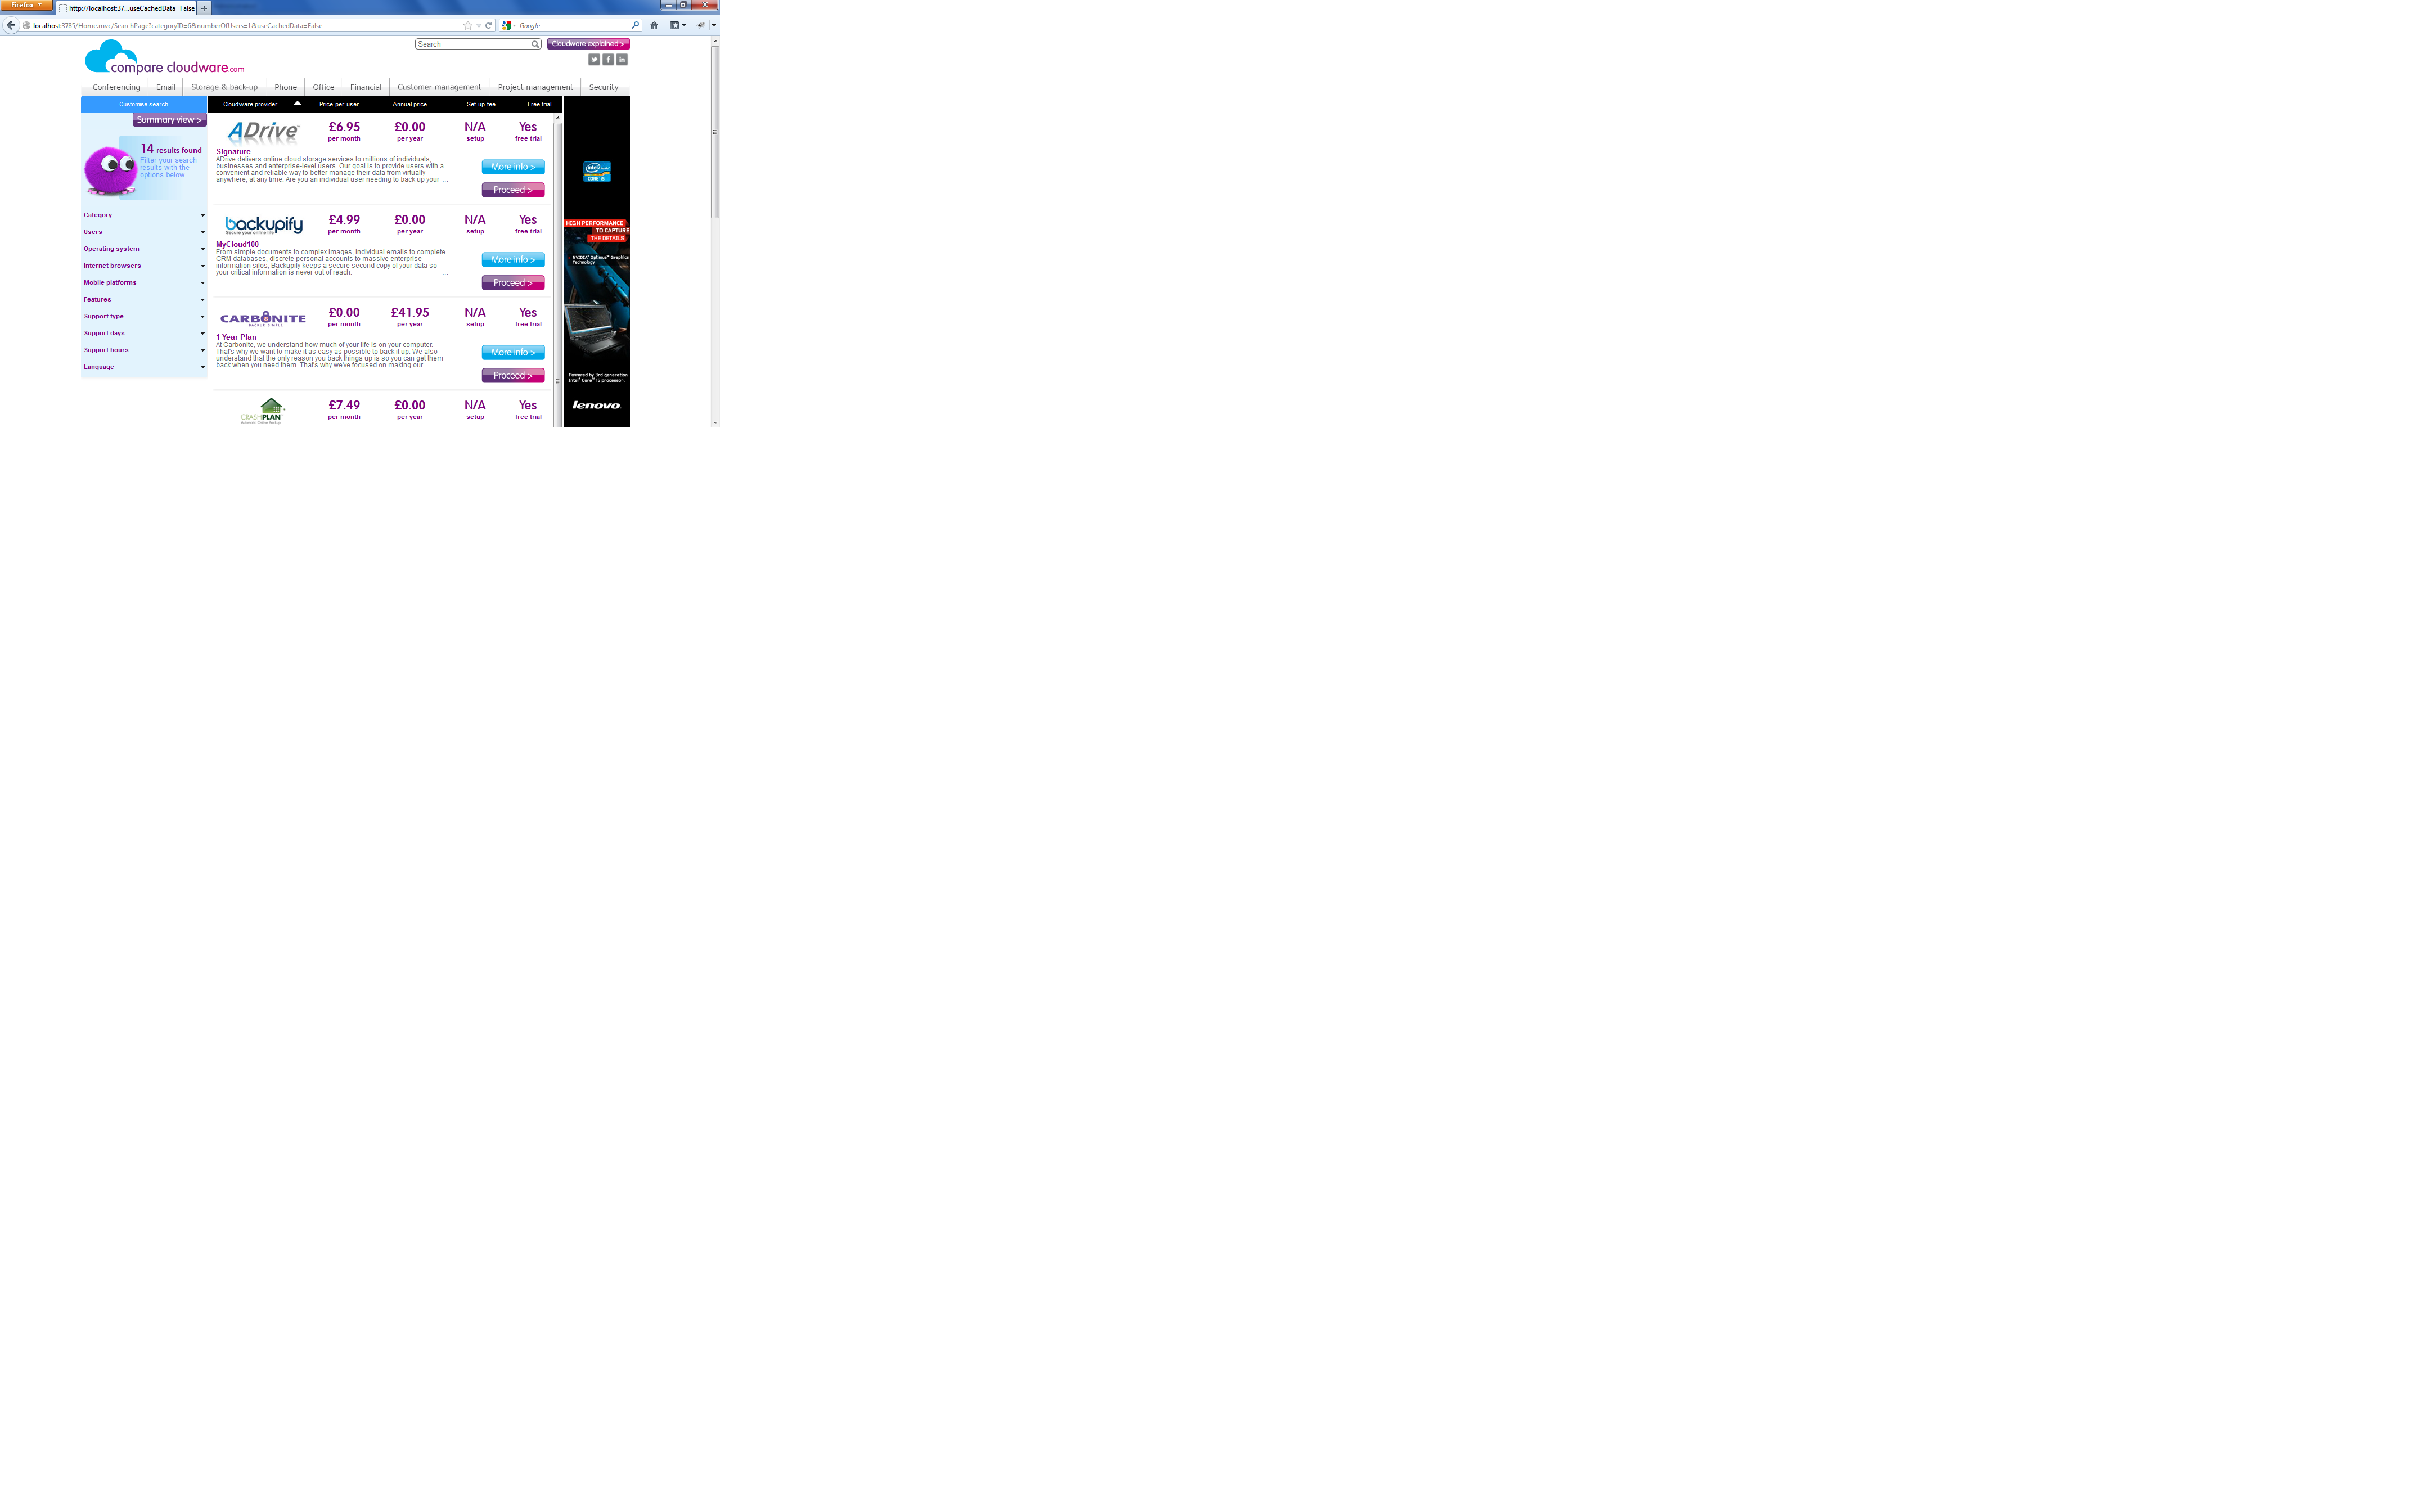 Firefox
http://localhost:37...useCachedData=False
localhost:3785/Home.mvc/SearchPage?categoryID=6&numberOfUsers=1&useCachedData=False
Google
compare cloudware.com
Search
Cloudware explained >
Conferencing Email Storage & back-up Phone Office Financial Customer management Project management Security
Customise search
Cloudware provider Price-per-user Annual price Set-up fee Free trial
Summary view >
14 results found
Filter your search
results with the
options below
Category
Users
Operating system
Internet browsers
Mobile platforms
Features
Support type
Support days
Support hours
Language
ADrive
£6.95 £0.00 N/A Yes
per month per year setup free trial
Signature
ADrive delivers online cloud storage services to millions of individuals,
businesses and enterprise-level users. Our goal is to provide users with a
convenient and reliable way to better manage their data from virtually
anywhere, at any time. Are you an individual user needing to back up your ...
More info >
Proceed >
backupify
Secure your online life
£4.99 £0.00 N/A Yes
per month per year setup free trial
MyCloud100
From simple documents to complex images, individual emails to complete
CRM databases, discrete personal accounts to massive enterprise
information silos. Backupify keeps a secure second copy of your data so
your critical information is never out of reach. ...
More info >
Proceed >
CARBONITE
BACKUP SIMPLE
£0.00 £41.95 N/A Yes
per month per year setup free trial
1 Year Plan
At Carbonite, we understand how much of your life is on your computer.
That's why we want to make it as easy as possible to back it up. We also
understand that the only reason you back things up is so you can get them
back when you need them. That's why we've focused on making our ...
More info >
Proceed >
CRASHPLAN
Automatic Online Backup
£7.49 £0.00 N/A Yes
per month per year setup free trial
intel
CORE i5
HIGH PERFORMANCE
TO CAPTURE
THE DETAILS
NVIDIA® Optimus™ Graphics
Technology
Powered by 3rd generation
Intel® Core™ i5 processor.
lenovo